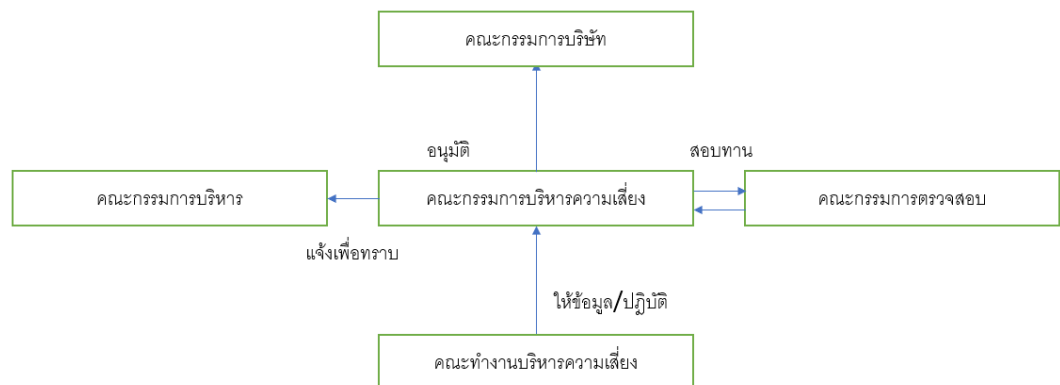 คณะกรรมการบริษัท
อนุมัติ
สอบทาน
คณะกรรมการบริหาร
คณะกรรมการบริหารความเสี่ยง
คณะกรรมการตรวจสอบ
แจ้งเพื่อทราบ
ให้ข้อมูล/ปฏิบัติ
คณะทำงานบริหารความเสี่ยง